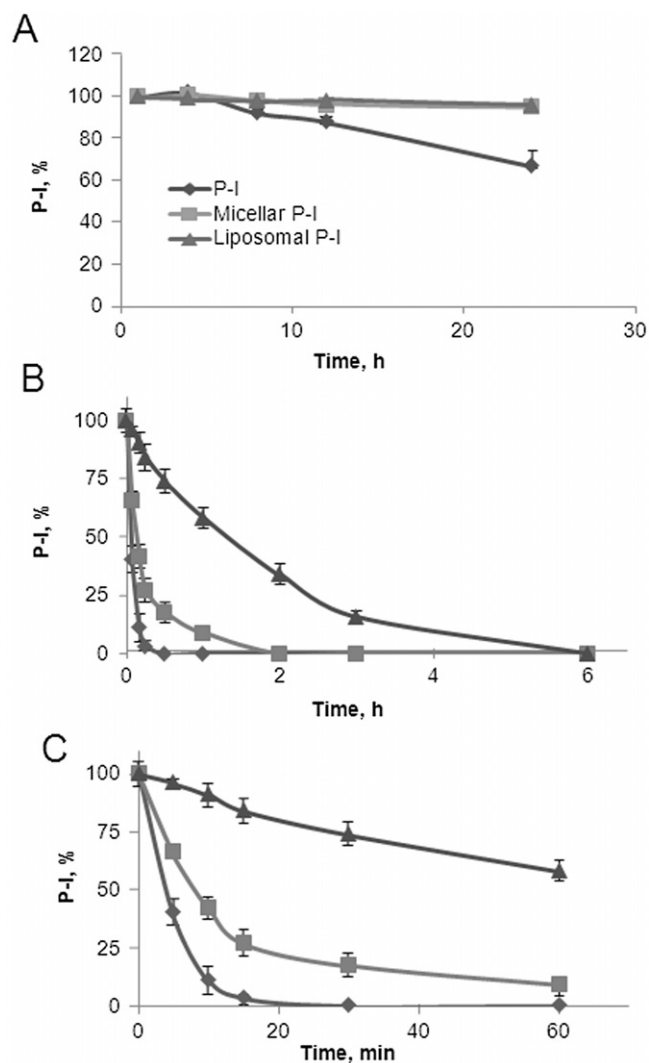 A
120
100
80
60
40
20
0
P-I, %
P-I
Micellar P-I
Liposomal P-I
0 10 20 30
Time, h
B
100
75
50
25
0
P-I, %
0 2 4 6
Time, h
C
100
75
50
25
0
P-I, %
0 20 40 60
Time, min